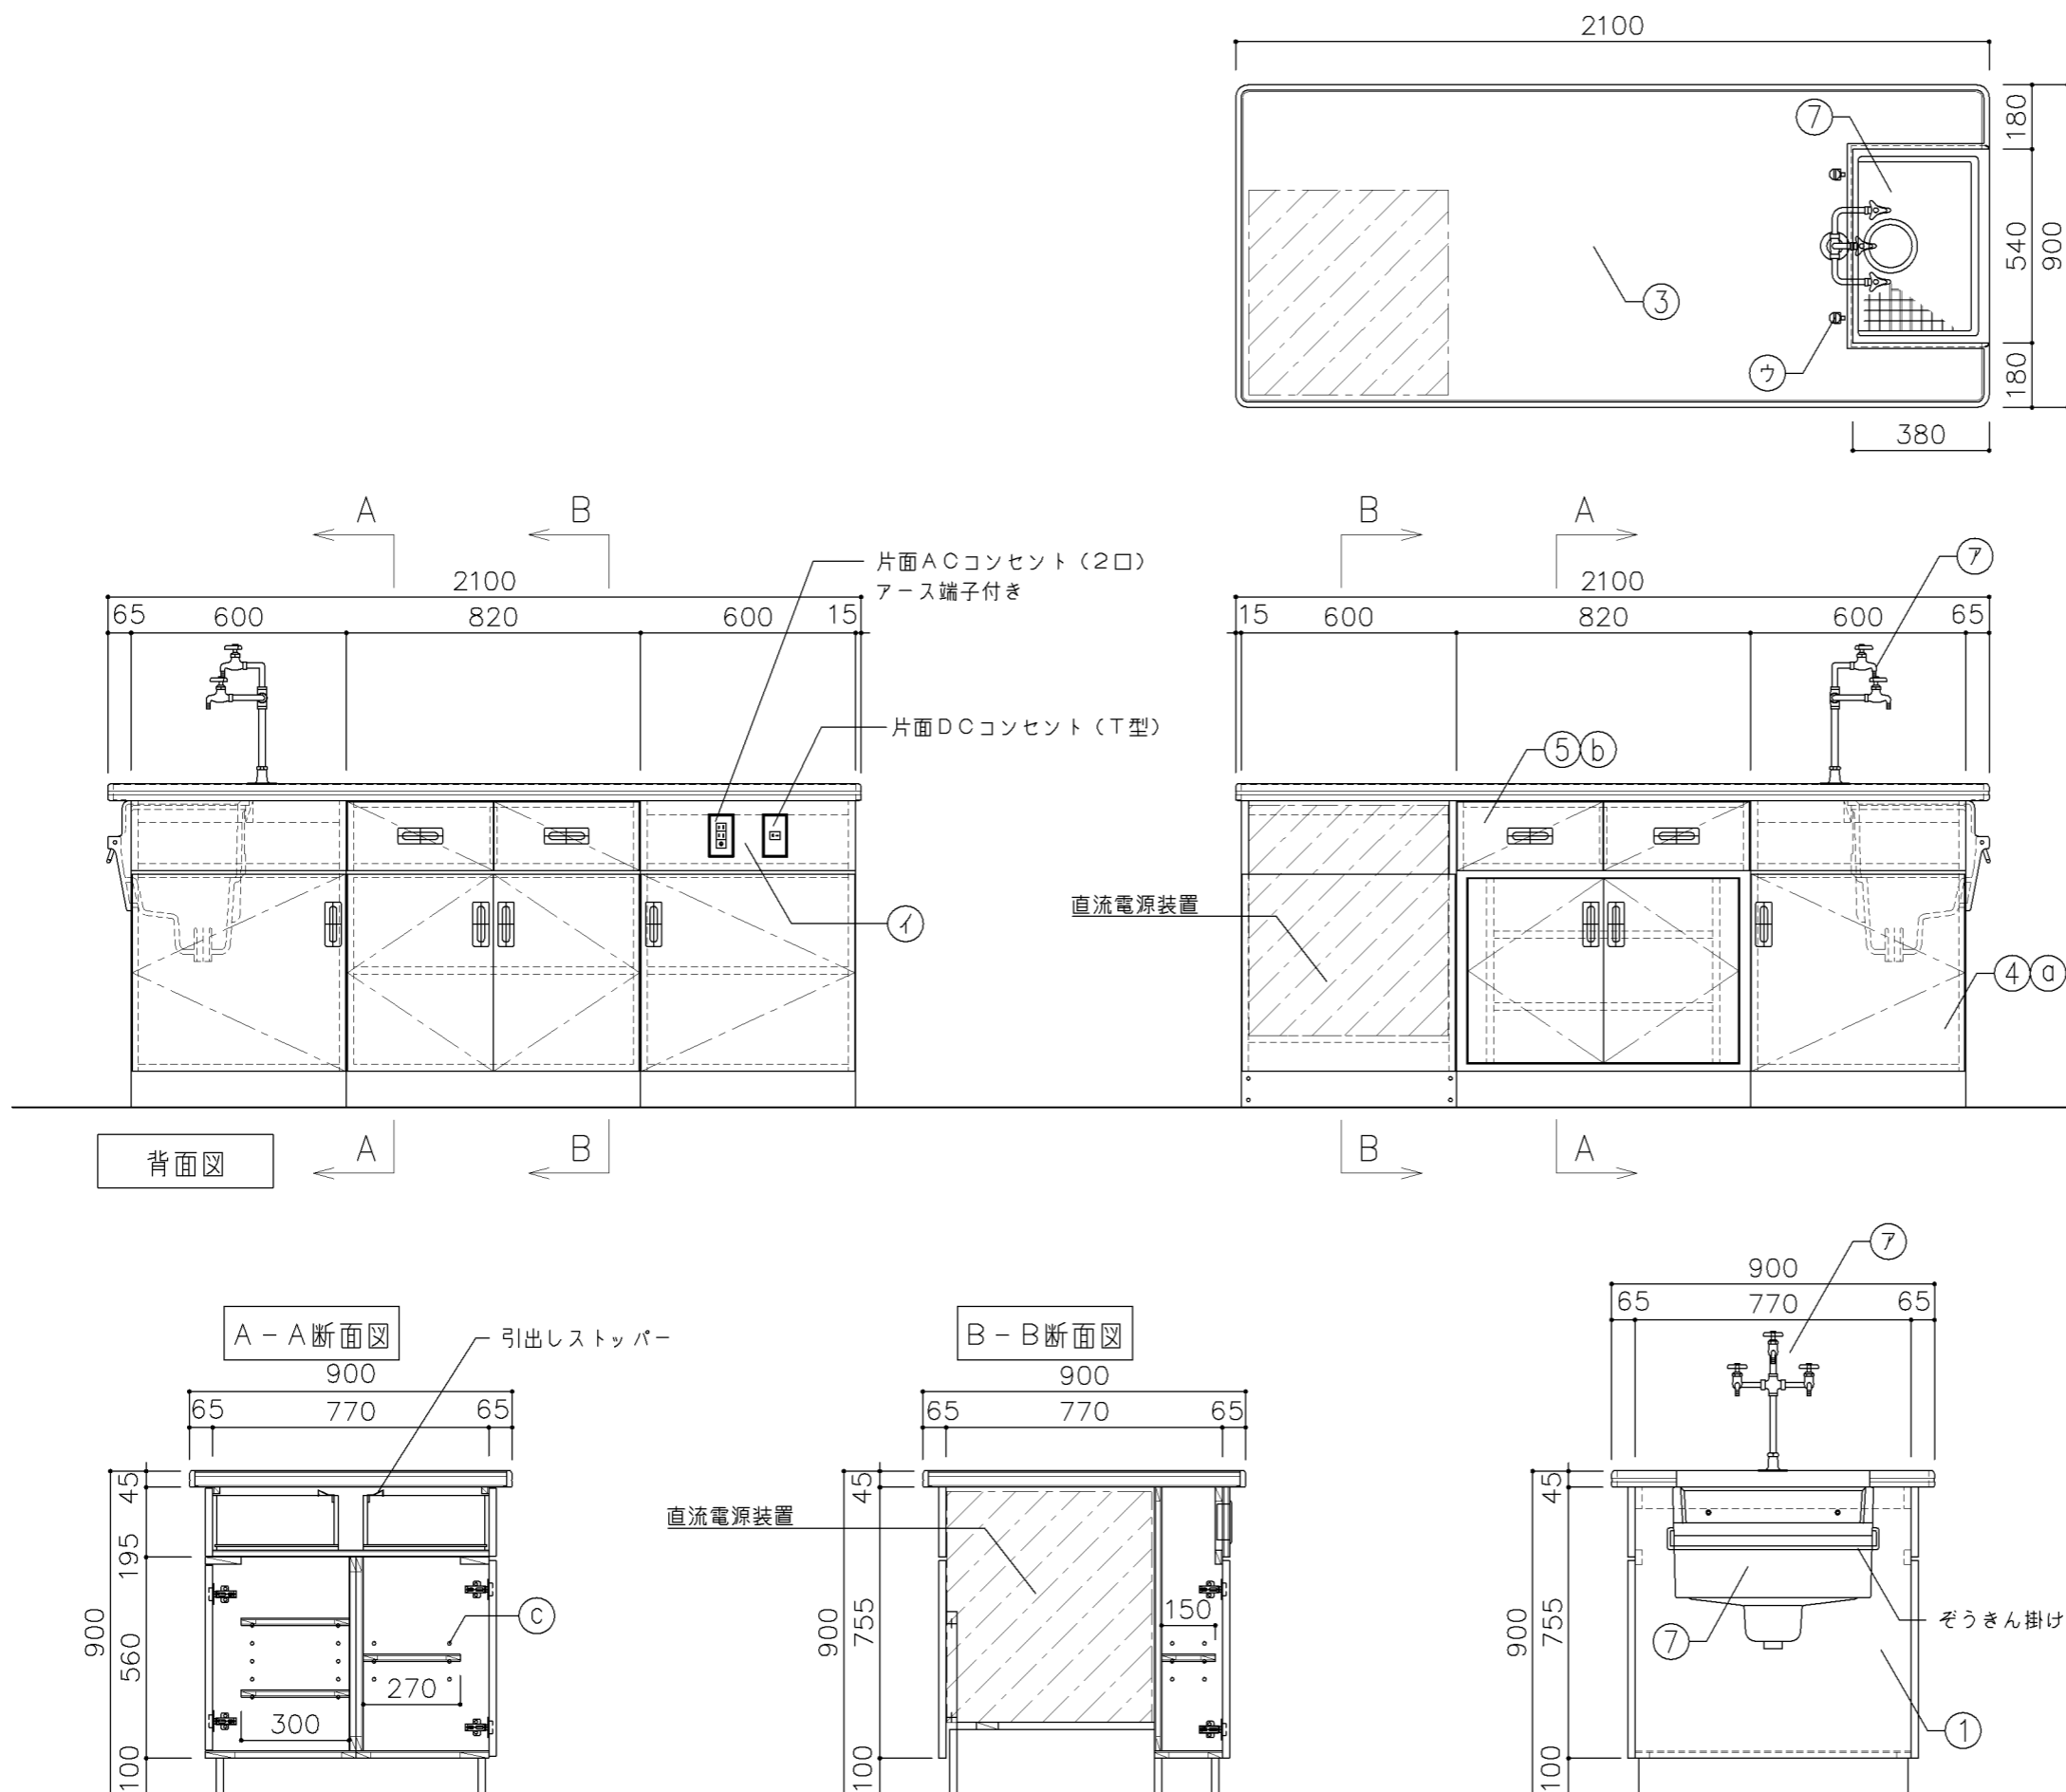 2100
⑦
180
③
540
900
ウ
180
380
A
B
B
A
片面ACコンセント（2口）
アース端子付き
ア
2100
2100
65
600
820
600
15
15
600
820
600
65
片面DCコンセント（T型）
⑤ⓑ
直流電源装置
イ
④ⓐ
背面図
A
B
B
A
ア
A－A断面図
引出しストッパー
B－B断面図
900
900
900
65
770
65
65
770
65
65
770
65
45
45
45
直流電源装置
195
900
560
ⓒ
900
755
150
900
755
ぞうきん掛け
270
⑦
300
①
100
100
100